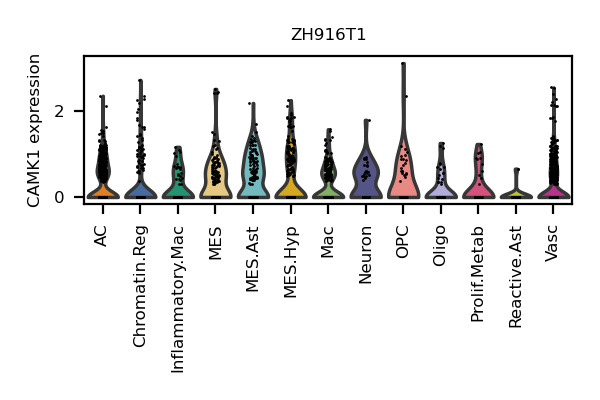 ZH916T1
CAMK1 expression
2
0
AC
Chromatin.Reg
Inflammatory.Mac
MES
MES.Ast
MES.Hyp
Mac
Neuron
OPC
Oligo
Prolif.Metab
Reactive.Ast
Vasc